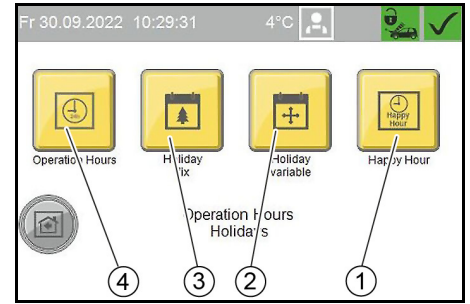 Fr 30.09.2022 10:29:31 4°C
24h
Happy
Hour
Operation Hours Holiday Holiday Happy Hour
fix variable
Operation Hours
Holidays
4 3 2 1